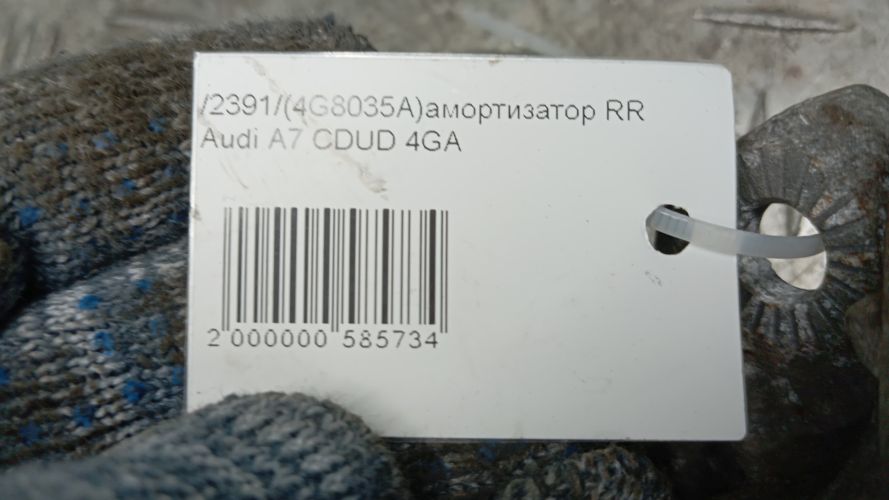 /2391/(4G8035A)амортизатор RR
Audi A7 CDUD 4GA
2 000000 585734